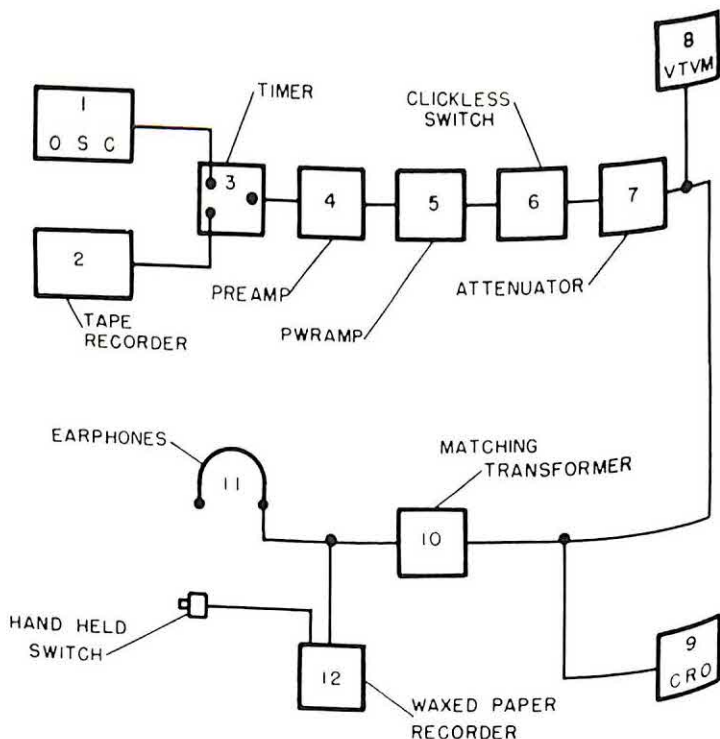 1
O S C
TIMER
3
2
TAPE
RECORDER
4
PREAMP
5
PWRAMP
CLICKLESS
SWITCH
6
7
ATTENUATOR
8
VTVM
EARPHONES
11
MATCHING
TRANSFORMER
10
HAND HELD
SWITCH
12
WAXED PAPER
RECORDER
9
CRO